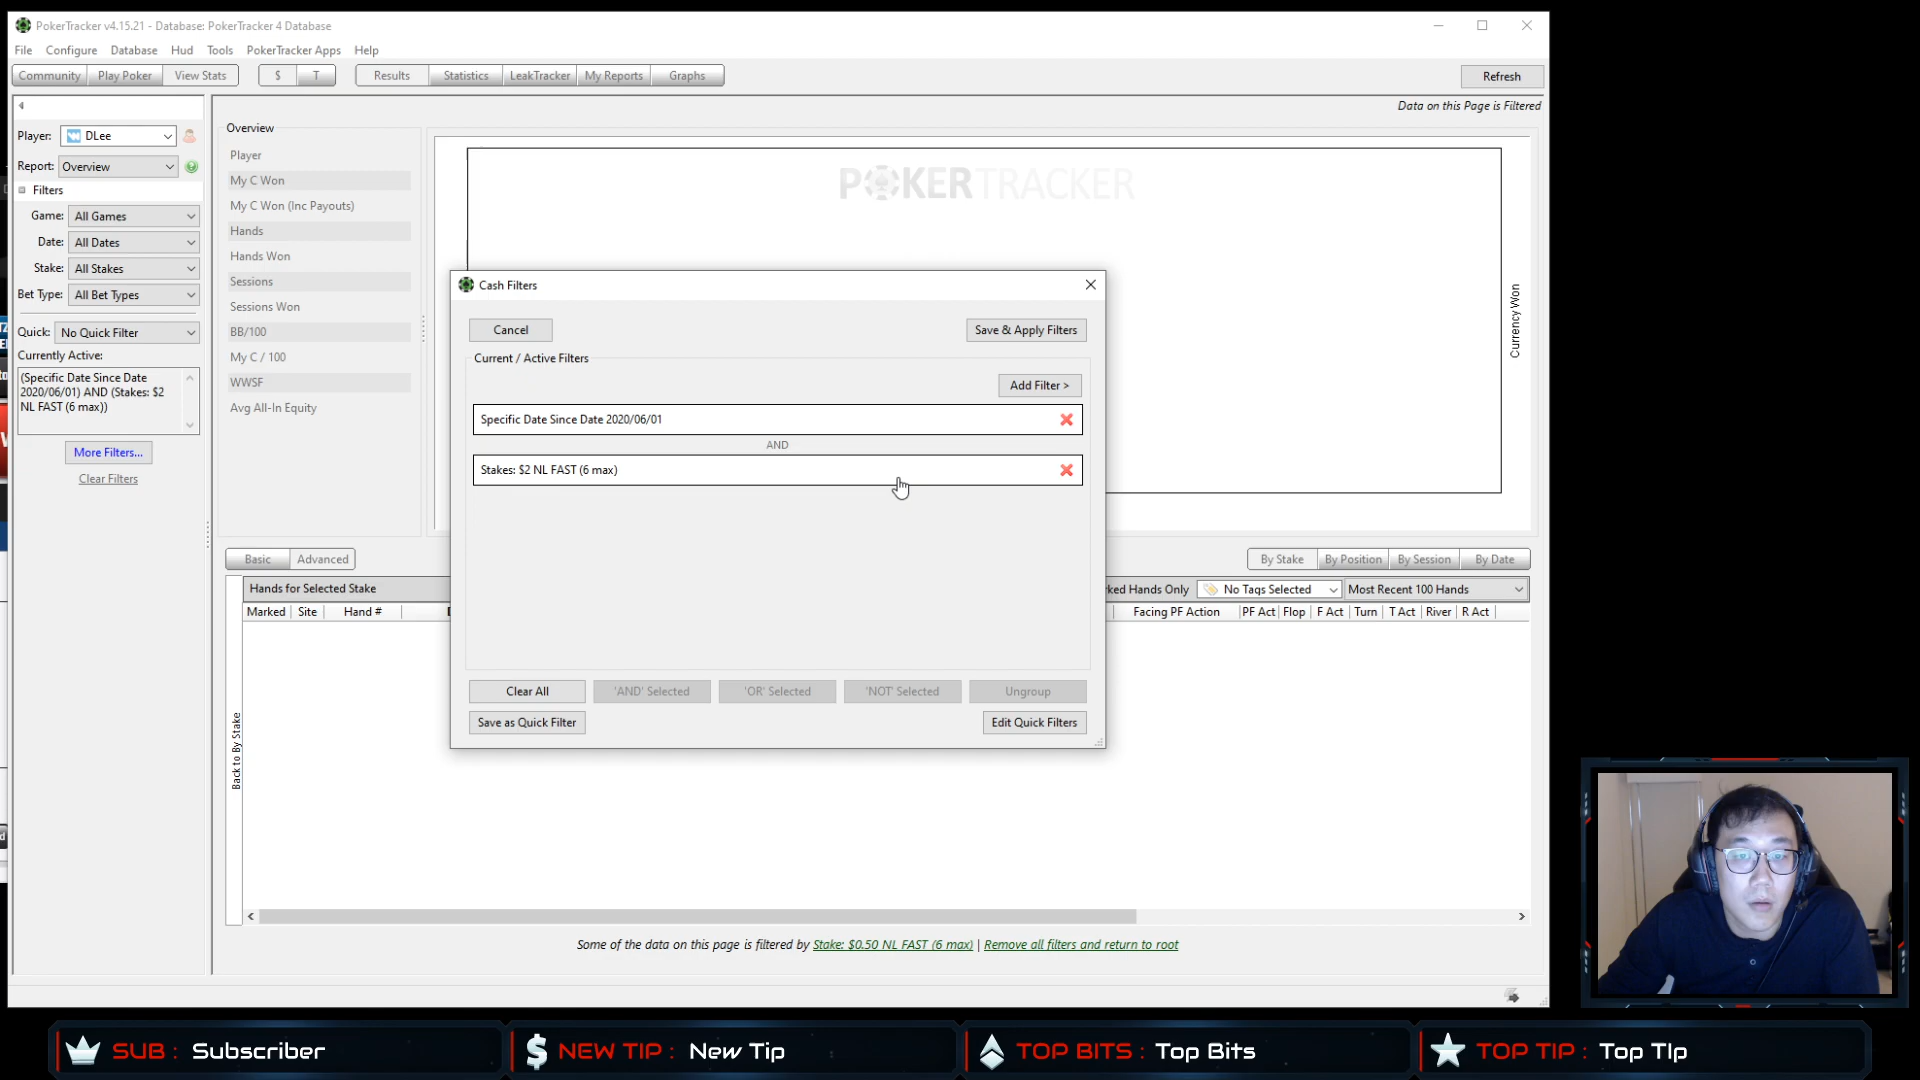 PokerTracker v4.15.21 - Database: PokerTracker 4 Database
File Configure Database Hud Tools PokerTracker Apps Help
Community Play Poker View Stats $ T Results Statistics LeakTracker My Reports Graphs Refresh
Data on this Page is Filtered
Player: DLee
Report: Overview
Filters
Game: All Games
Date: All Dates
Stake: All Stakes
Bet Type: All Bet Types
Quick: No Quick Filter
Currently Active:
(Specific Date Since Date
2020/06/01) AND (Stakes: $2
NL FAST (6 max))
More Filters...
Clear Filters
Overview
Player
My C Won
My C Won (Inc Payouts)
Hands
Hands Won
Sessions
Sessions Won
BB/100
My C / 100
WWSF
Avg All-In Equity
POKERTRACKER
Currency Won
Cash Filters
Cancel Save & Apply Filters
Current / Active Filters
Add Filter >
Specific Date Since Date 2020/06/01
AND
Stakes: $2 NL FAST (6 max)
Clear All 'AND' Selected 'OR' Selected 'NOT' Selected Ungroup
Save as Quick Filter Edit Quick Filters
Basic Advanced By Stake By Position By Session By Date
Hands for Selected Stake Hands Only No Tags Selected Most Recent 100 Hands
Marked Site Hand # Facing PF Action PF Act Flop F Act Turn T Act River R Act
Back to By Stake
Some of the data on this page is filtered by Stake: $0.50 NL FAST (6 max) | Remove all filters and return to root
SUB : Subscriber NEW TIP : New Tip TOP BITS : Top Bits TOP TIP : Top TIp